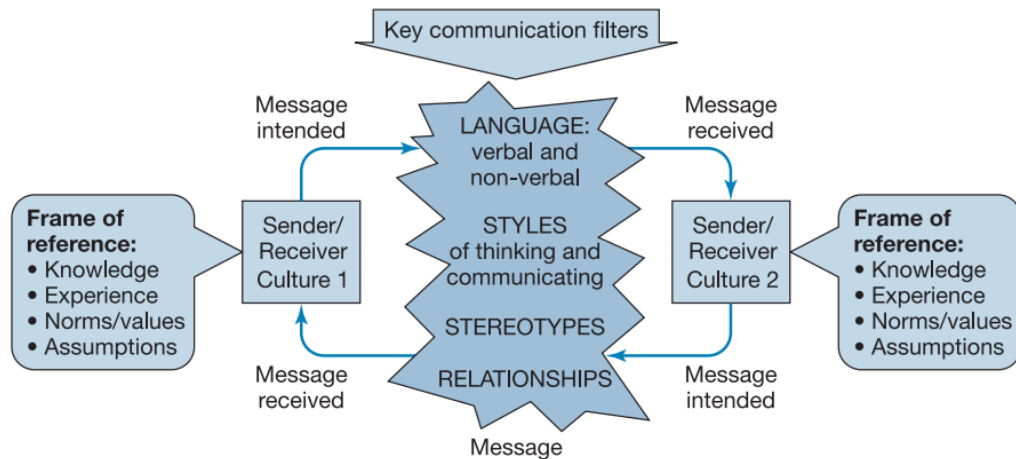 Key communication filters
Message
intended
Message
received
LANGUAGE:
verbal and
non-verbal
Frame of
reference:
• Knowledge
• Experience
• Norms/values
• Assumptions
Sender/
Receiver
Culture 1
STYLES
of thinking and
communicating
Sender/
Receiver
Culture 2
Frame of
reference:
• Knowledge
• Experience
• Norms/values
• Assumptions
STEREOTYPES
RELATIONSHIPS
Message
received
Message
intended
Message